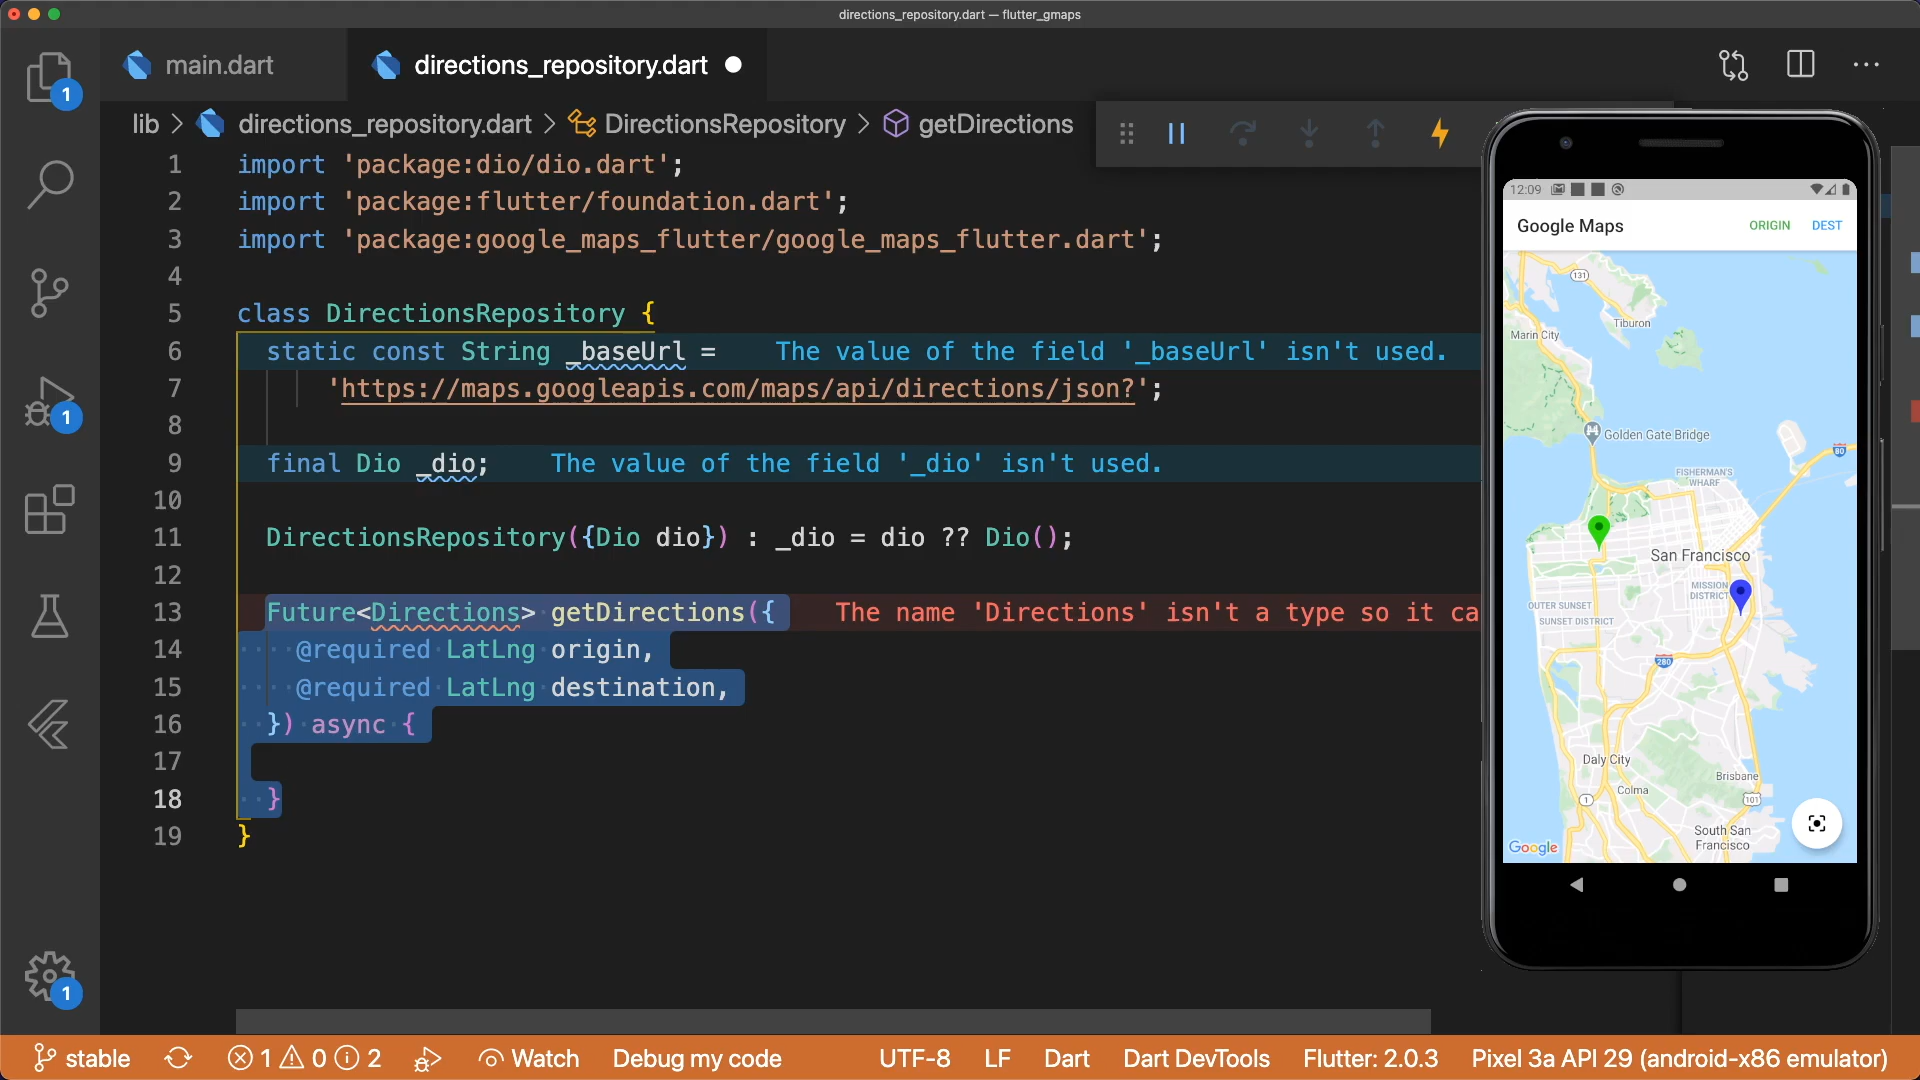 directions_repository.dart — flutter_gmaps
main.dart
directions_repository.dart
lib > directions_repository.dart > DirectionsRepository > getDirections
1 import 'package:dio/dio.dart';
2 import 'package:flutter/foundation.dart';
3 import 'package:google_maps_flutter/google_maps_flutter.dart';
4
5 class DirectionsRepository {
6 static const String _baseUrl = The value of the field '_baseUrl' isn't used.
7 'https://maps.googleapis.com/maps/api/directions/json?';
8
9 final Dio _dio; The value of the field '_dio' isn't used.
10
11 DirectionsRepository({Dio dio}) : _dio = dio ?? Dio();
12
13 Future<Directions> getDirections({ The name 'Directions' isn't a type so it ca
14 @required LatLng origin,
15 @required LatLng destination,
16 }) async {
17
18 }
19 }
1
1
1
12:09
Google Maps ORIGIN DEST
131
Tiburon
Marin City
Golden Gate Bridge
80
FISHERMAN'S
WHARF
San Francisco
MISSION
DISTRICT
OUTER SUNSET
SUNSET DISTRICT
280
Daly City
Brisbane
Colma
1
101
South San
Francisco
Google
stable 1 0 2 Watch Debug my code UTF-8 LF Dart Dart DevTools Flutter: 2.0.3 Pixel 3a API 29 (android-x86 emulator)